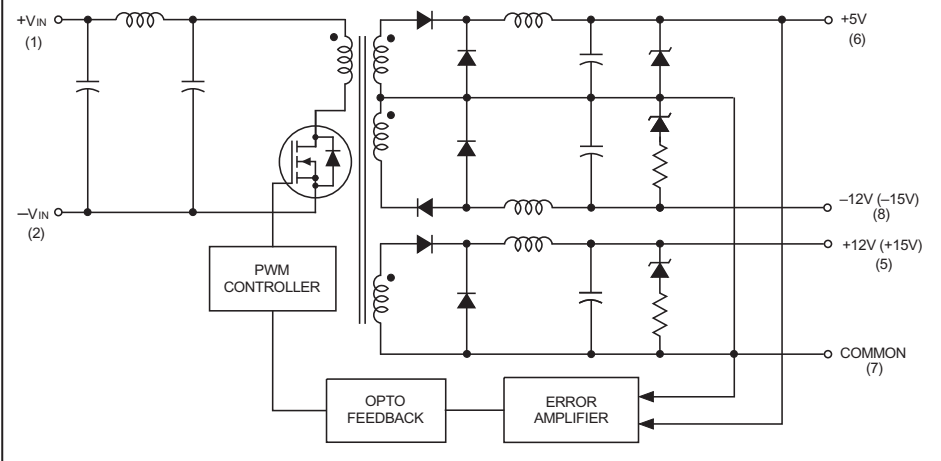 +VIN
(1)
–VIN
(2)
PWM
CONTROLLER
OPTO
FEEDBACK
ERROR
AMPLIFIER
+5V
(6)
–12V (–15V)
(8)
+12V (+15V)
(5)
COMMON
(7)